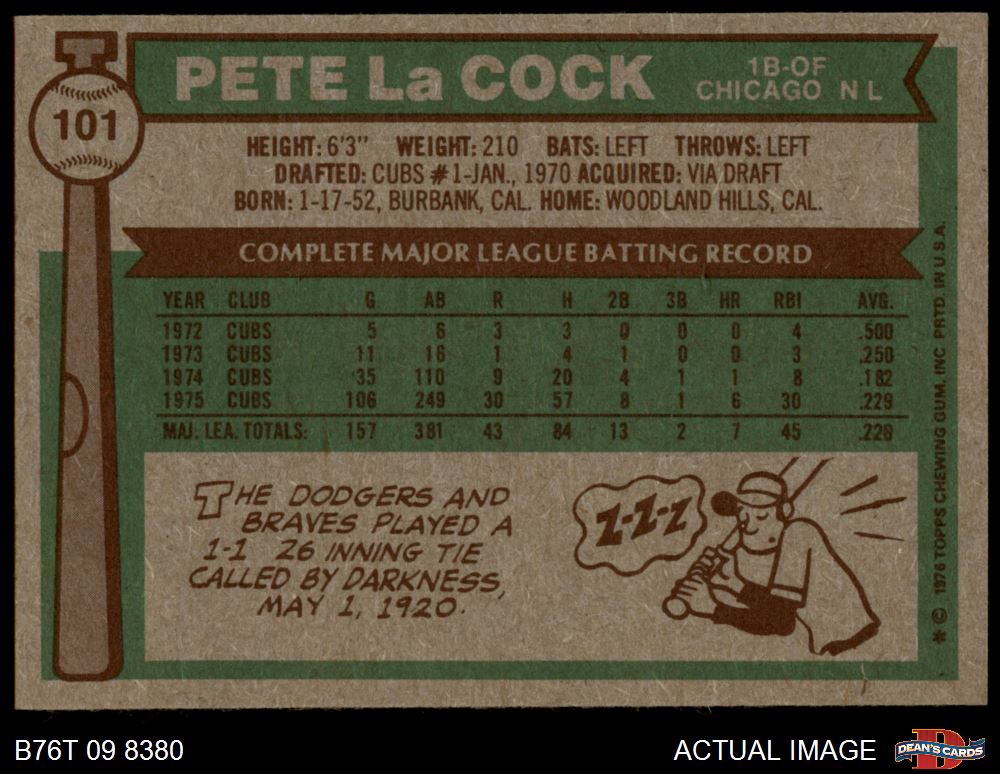 101
PETE La COCK
1B-OF
CHICAGO N L
HEIGHT: 6'3" WEIGHT: 210 BATS: LEFT THROWS: LEFT
DRAFTED: CUBS #1-JAN., 1970 ACQUIRED: VIA DRAFT
BORN: 1-17-52, BURBANK, CAL. HOME: WOODLAND HILLS, CAL.
COMPLETE MAJOR LEAGUE BATTING RECORD
YEAR CLUB G AB R H 2B 3B HR RBI AVG.
1972 CUBS 5 6 3 3 0 0 0 4 .500
1973 CUBS 11 16 1 4 1 0 0 3 .250
1974 CUBS 35 110 9 20 4 1 1 8 .182
1975 CUBS 106 249 30 57 8 1 6 30 .229
MAJ. LEA. TOTALS: 157 381 43 84 13 2 7 45 .228
THE DODGERS AND
BRAVES PLAYED A
1-1 26 INNING TIE
CALLED BY DARKNESS,
MAY 1, 1920.
Z-Z-Z
* © 1976 TOPPS CHEWING GUM, INC PRTD. IN U.S.A.
B76T 09 8380
ACTUAL IMAGE
D
DEAN'S CARDS